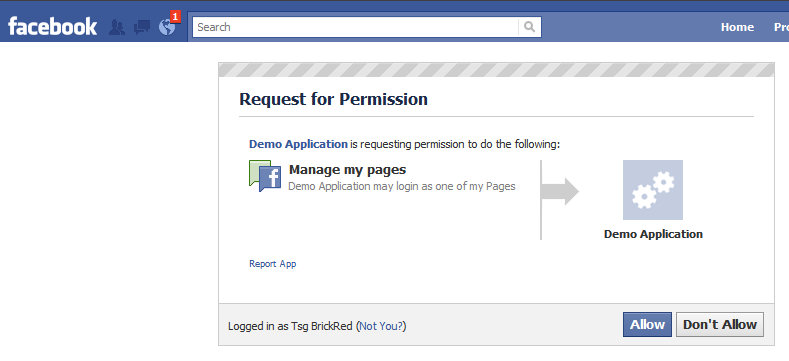 facebook 1 Search Home
Request for Permission
Demo Application is requesting permission to do the following:
Manage my pages
Demo Application may login as one of my Pages
Demo Application
Report App
Logged in as Tsg BrickRed (Not You?) Allow Don't Allow